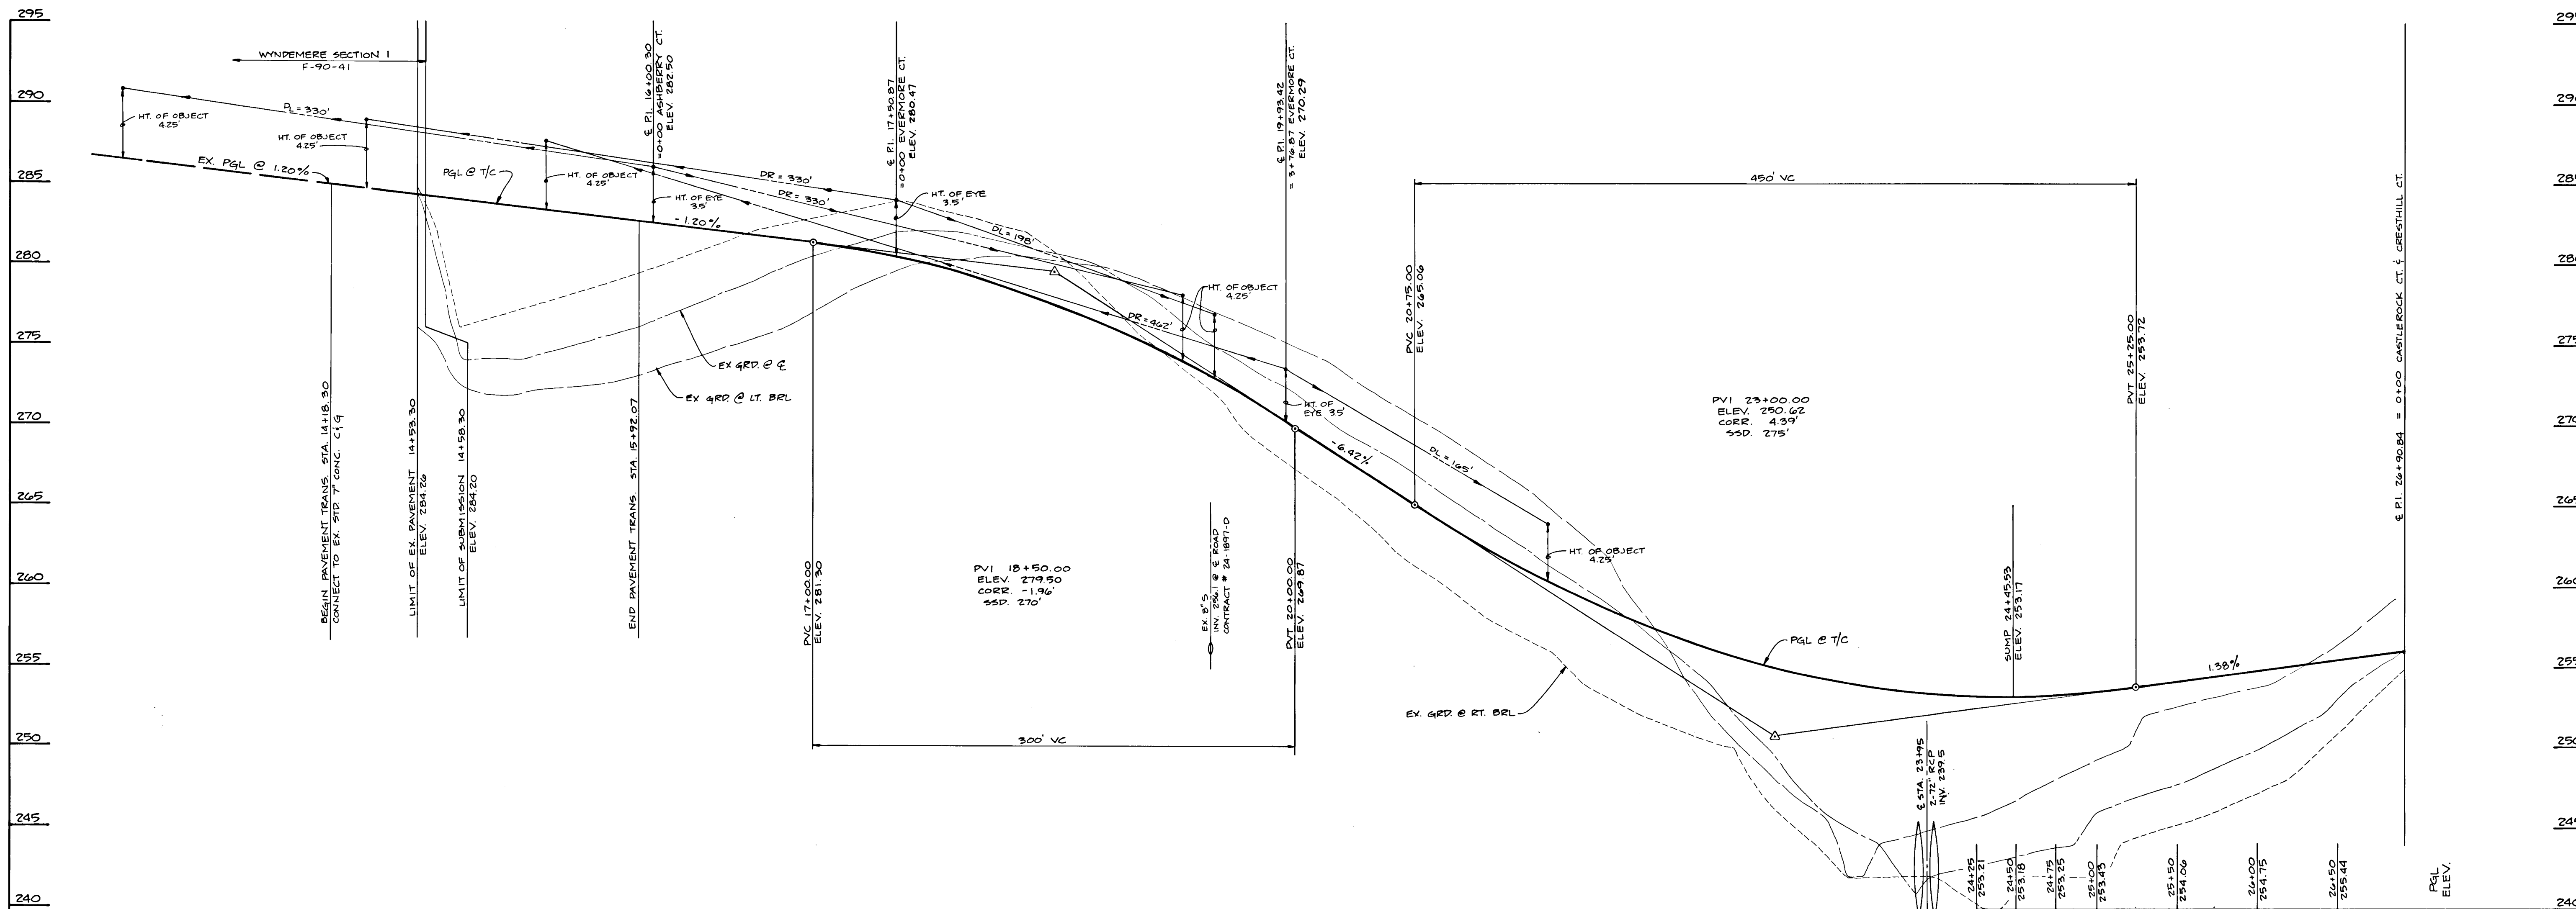 295
290
285
280
275
270
265
260
255
250
245
240
WYNDEMERE SECTION 1
F-90-41
HT. OF OBJECT
4.25'
DL = 330'
HT. OF OBJECT
4.25'
EX. PGL @ 1.20%
PGL @ T/C
HT. OF OBJECT
4.25'
HT. OF EYE
3.5'
-1.20%
DR = 330'
DR = 330'
℄ P.I. 16+00.30
=0+00 ASHBERRY CT.
ELEV. 282.50
℄ P.I. 17+50.87
=0+00 EVERMORE CT.
ELEV. 280.47
HT. OF EYE
3.5'
DL = 198'
DR = 462'
HT. OF OBJECT
4.25'
℄ P.I. 19+93.42
= 3+76.87 EVERMORE CT.
ELEV. 270.29
HT. OF
EYE 3.5'
-6.42%
DL = 165'
HT. OF OBJECT
4.25'
450' VC
PVC 20+75.00
ELEV. 265.06
PVI 23+00.00
ELEV. 250.62
CORR. 4.39'
SSD. 275'
PVT 25+25.00
ELEV. 253.72
℄ P.I. 26+90.84 = 0+00 CASTLEROCK CT. & CRESTHILL CT.
EX GRD. @ ℄
EX GRD. @ LT. BRL
BEGIN PAVEMENT TRANS. STA. 14+18.30
CONNECT TO EX. STD. 7" CONC. C&G
LIMIT OF EX. PAVEMENT 14+53.30
ELEV. 284.26
LIMIT OF SUBMISSION 14+58.30
ELEV. 284.20
END PAVEMENT TRANS. STA. 15+92.07
PVC 17+00.00
ELEV. 281.30
PVI 18+50.00
ELEV. 279.50
CORR. -1.96'
SSD. 270'
EX. 8" S.
INV. 256.1 @ ℄ ROAD
CONTRACT # 24-1897-D
PVT 20+00.00
ELEV. 269.87
300' VC
EX. GRD. @ RT. BRL
PGL @ T/C
SUMP 24+45.53
ELEV. 253.17
1.38%
℄ STA. 23+95
2-72" RCP
INV. 239.5
24+25
253.21
24+50
253.18
24+75
253.25
25+00
253.43
25+50
254.06
26+00
254.75
26+50
255.44
PGL
ELEV.